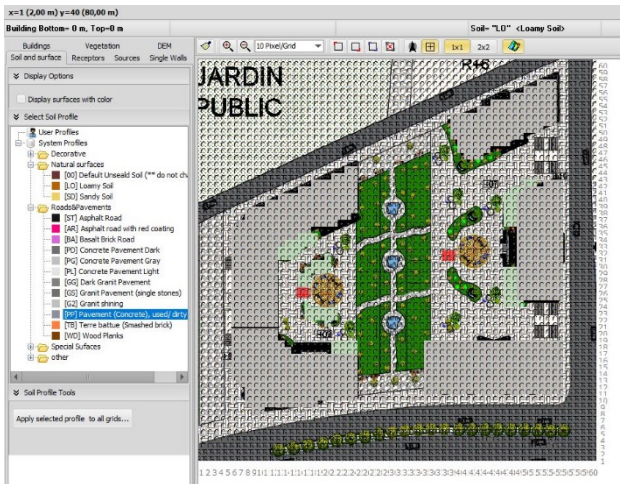 x=1 (2,00 m) y=40 (80,00 m)
Building Bottom= 0 m, Top=0 m
Soil= "LO" <Loamy Soil>
Buildings Vegetation DEM
Soil and surface Receptors Sources Single Walls
10 Pixel/Grid
1x1
2x2
Display Options
Display surfaces with color
Select Soil Profile
User Profiles
System Profiles
Decorative
Natural surfaces
[00] Default Unseald Soil (** do not cha
[LO] Loamy Soil
[SD] Sandy Soil
Roads&Pavements
[ST] Asphalt Road
[AR] Asphalt road with red coating
[BA] Basalt Brick Road
[PD] Concrete Pavement Dark
[PG] Concrete Pavement Gray
[PL] Concrete Pavement Light
[GG] Dark Granit Pavement
[GS] Granit Pavement (single stones)
[G2] Granit shining
[PP] Pavement (Concrete), used/ dirty
[TB] Terre battue (Smashed brick)
[WD] Wood Planks
Special Sufaces
other
Soil Profile Tools
Apply selected profile to all grids...
JARDIN
PUBLIC
R+6